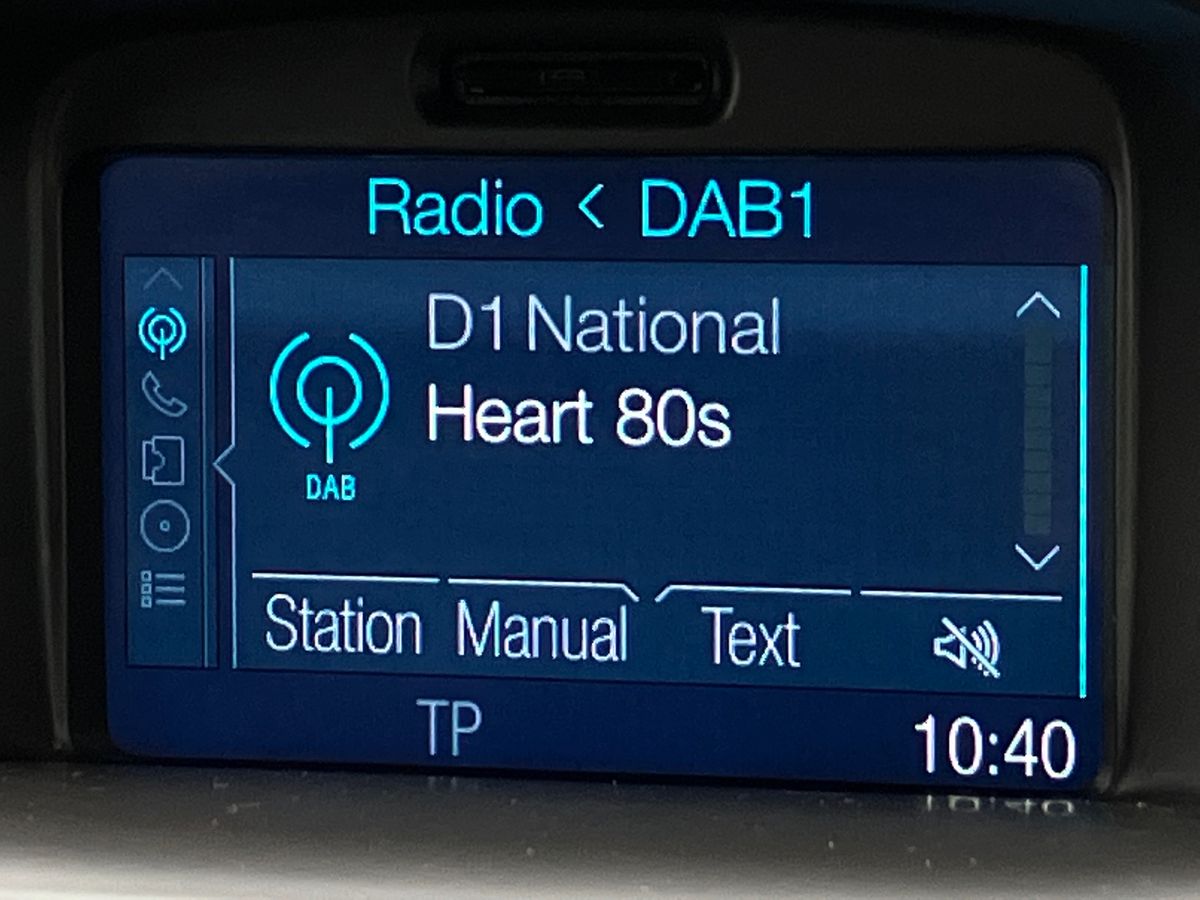 Radio < DAB1
D1 National
Heart 80s
DAB
Station Manual Text
TP 10:40